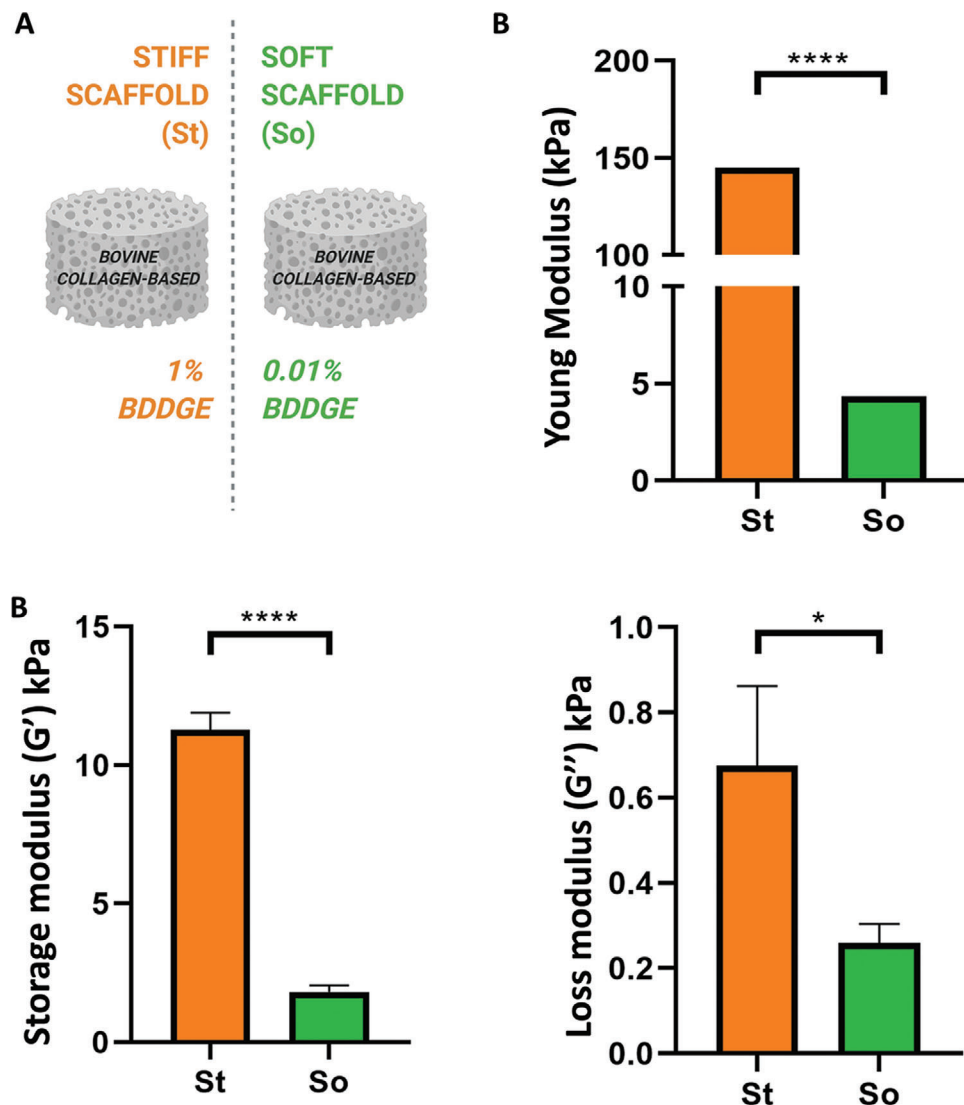 A
STIFF
SCAFFOLD
(St)
SOFT
SCAFFOLD
(So)
BOVINE
COLLAGEN-BASED
BOVINE
COLLAGEN-BASED
1%
BDDGE
0.01%
BDDGE
B
Young Modulus (kPa)
200
150
100
10
5
0
****
St
So
B
Storage modulus (G') kPa
15
10
5
0
****
St
So
Loss modulus (G'') kPa
1.0
0.8
0.6
0.4
0.2
0.0
*
St
So